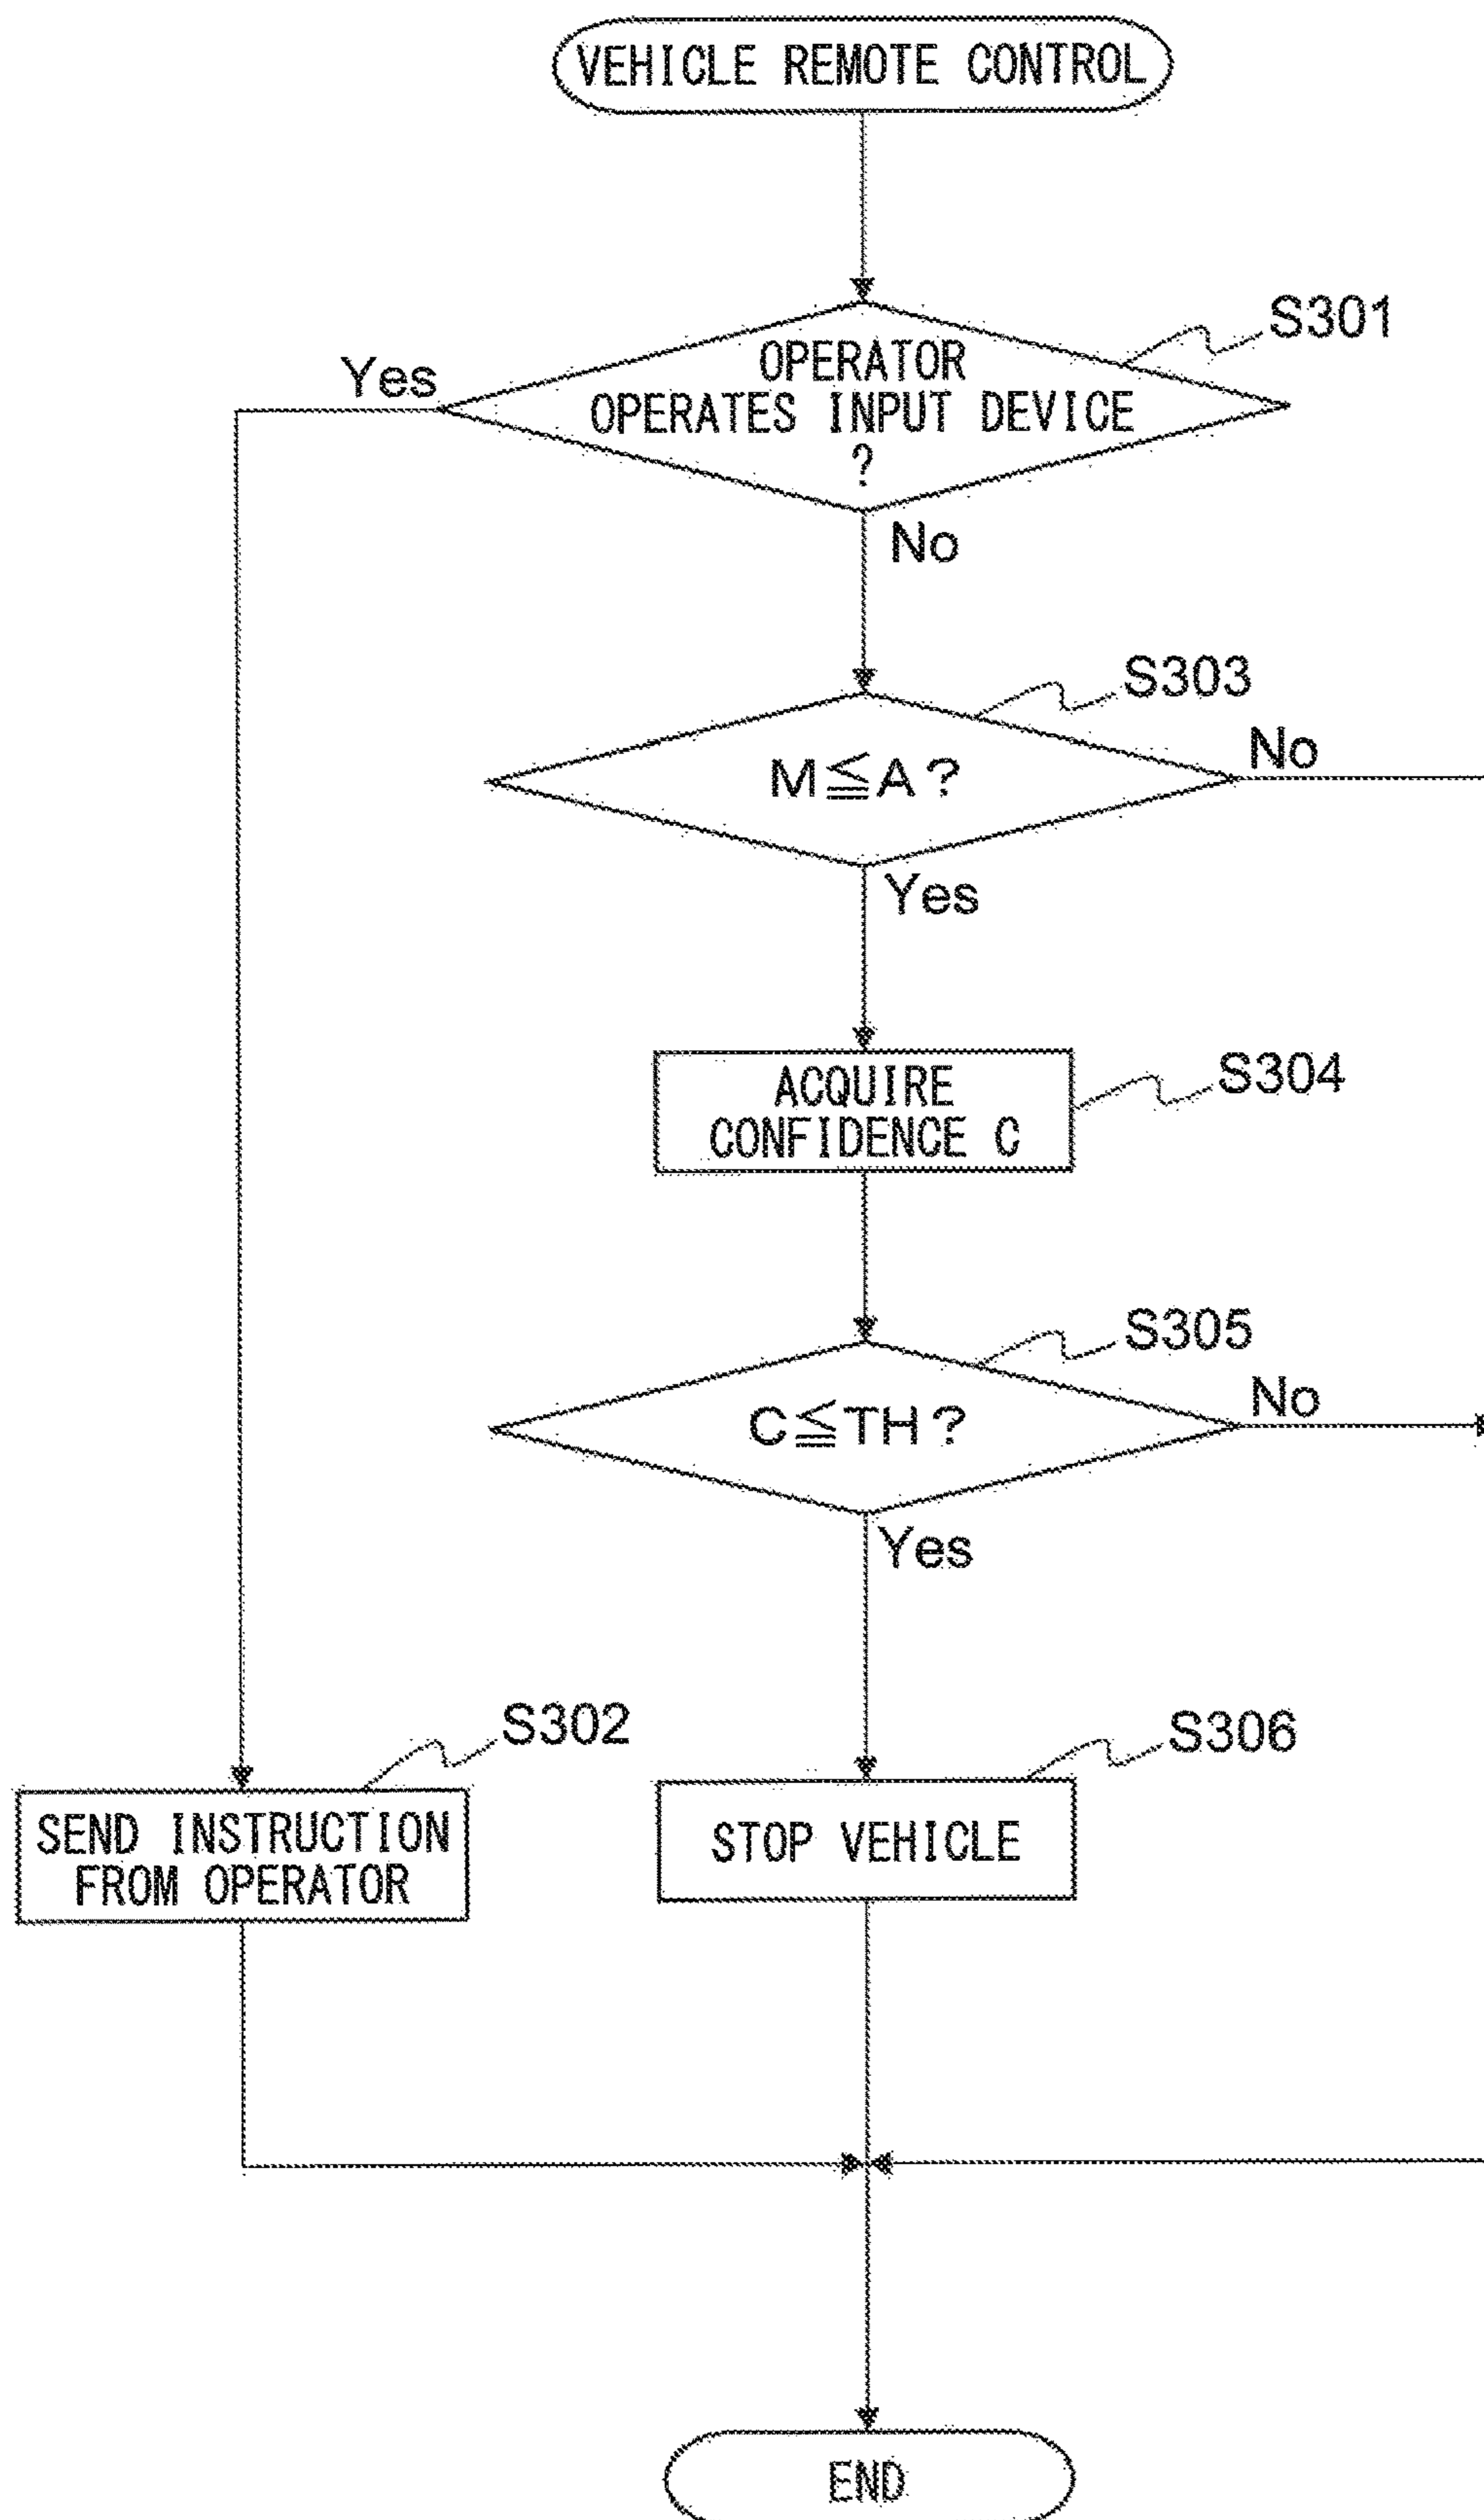 VEHICLE REMOTE CONTROL
S301
Yes
OPERATOR
OPERATES INPUT DEVICE
?
No
S303
M≦A?
No
Yes
ACQUIRE
CONFIDENCE C
S304
S305
C≦TH?
No
Yes
S302
SEND INSTRUCTION
FROM OPERATOR
S306
STOP VEHICLE
END